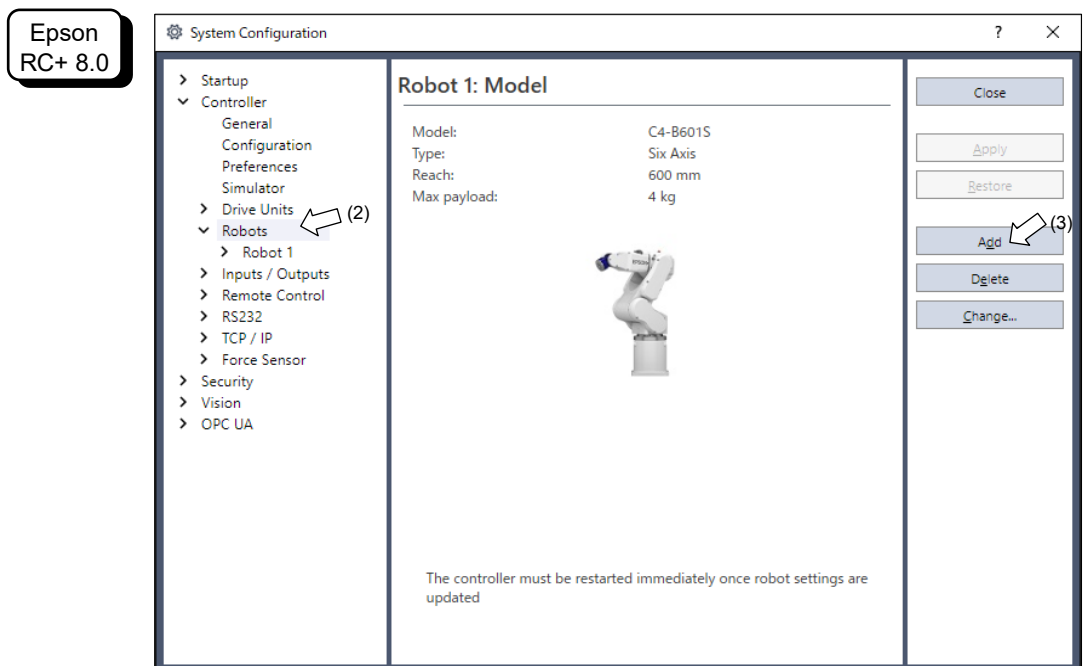 Epson
RC+ 8.0
System Configuration
?
Startup
Controller
General
Configuration
Preferences
Simulator
Drive Units
(2)
Robots
Robot 1
Inputs / Outputs
Remote Control
RS232
TCP / IP
Force Sensor
Security
Vision
OPC UA
Robot 1: Model
Model: C4-B601S
Type: Six Axis
Reach: 600 mm
Max payload: 4 kg
EPSON
The controller must be restarted immediately once robot settings are
updated
Close
Apply
Restore
(3)
Add
Delete
Change...